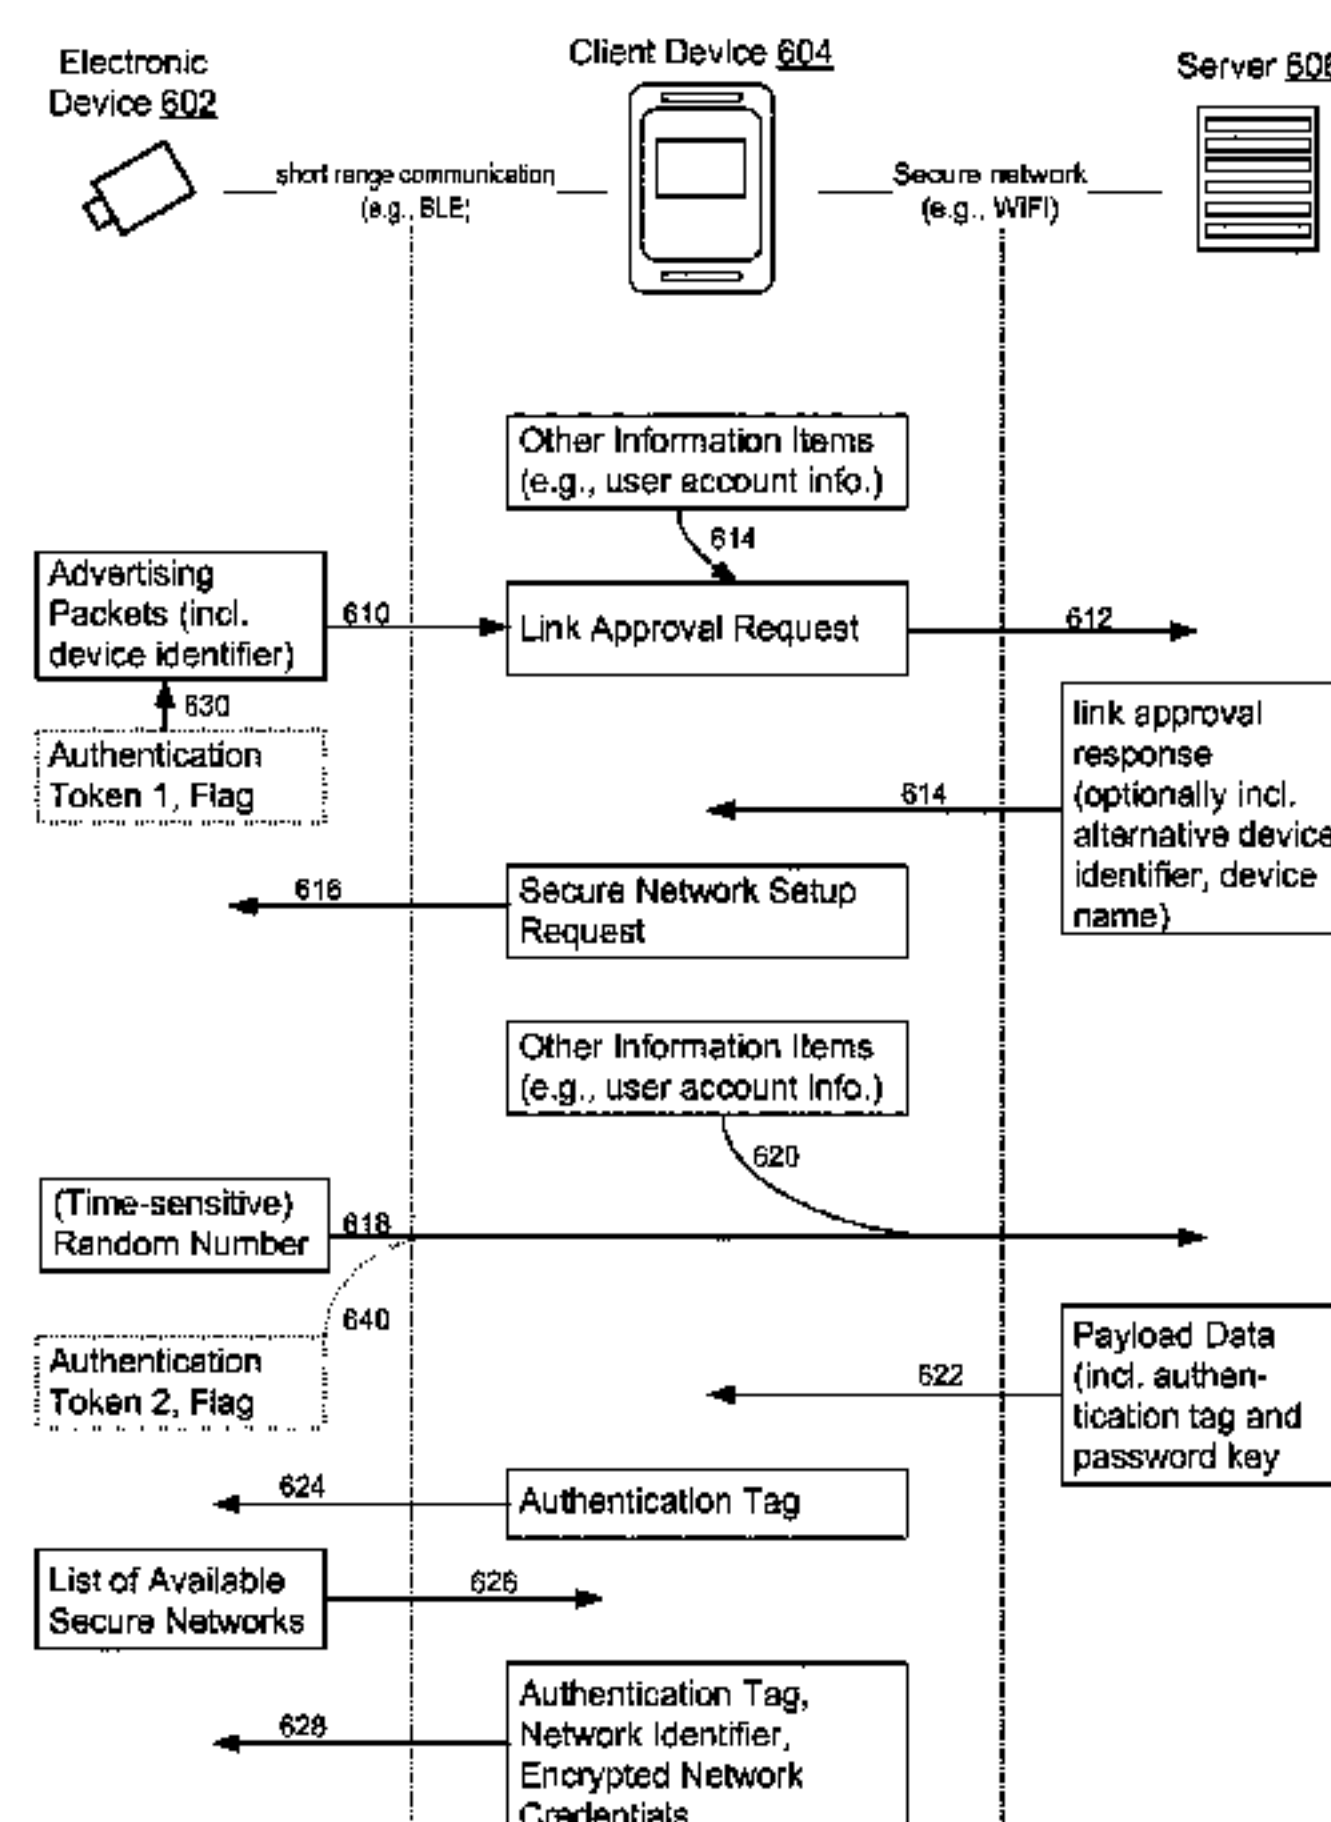 Electronic
Device 602
Client Device 604
Server
short range communication
(e.g., BLE)
Secure network
(e.g., WiFi)
Other Information Items
(e.g., user account info.)
614
Advertising
Packets (incl.
device identifier)
610
Link Approval Request
612
630
Authentication
Token 1, Flag
link approval
response
(optionally incl.
alternative device
identifier, device
name)
614
616
Secure Network Setup
Request
Other Information Items
(e.g., user account info.)
620
(Time-sensitive)
Random Number
618
640
Authentication
Token 2, Flag
Payload Data
(incl. authen-
tication tag and
password key
622
624
Authentication Tag
List of Available
Secure Networks
626
628
Authentication Tag,
Network Identifier,
Encrypted Network
Credentials